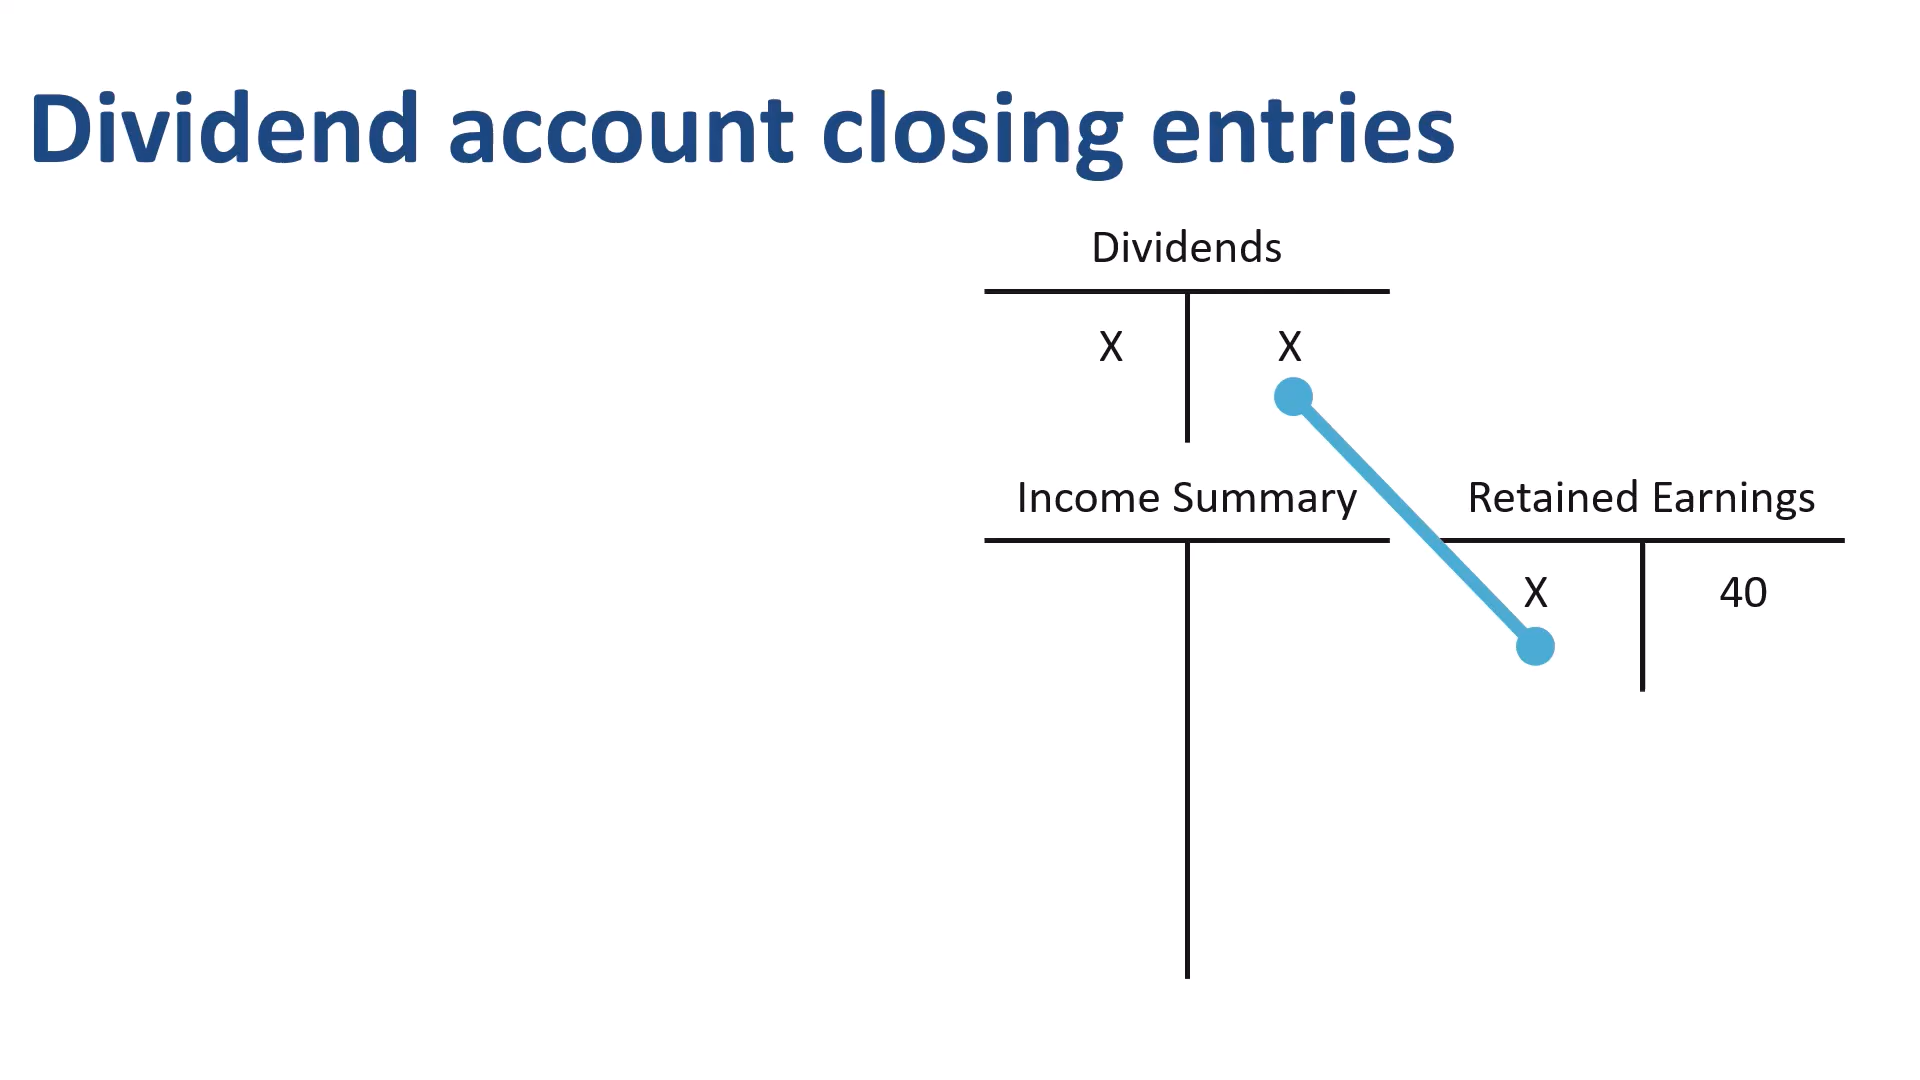 Dividend account closing entries
Dividends
X X
Income Summary
Retained Earnings
X 40